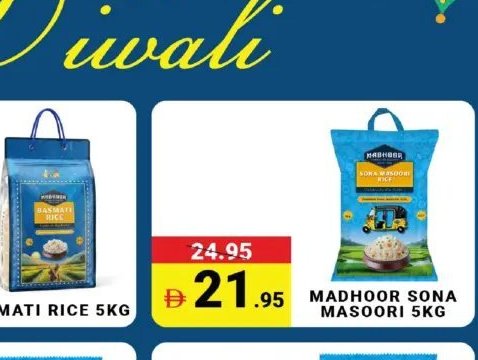 Diwali
MADHOOR
BASMATI
RICE
MATI RICE 5KG
24.95
21.95
MADHOOR
SONA MASOORI
RICE
MADHOOR SONA
MASOORI 5KG